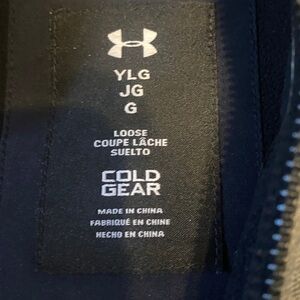 YLG
JG
G
LOOSE
COUPE LÂCHE
SUELTO
COLD
GEAR
MADE IN CHINA
FABRIQUÉ EN CHINE
HECHO EN CHINA